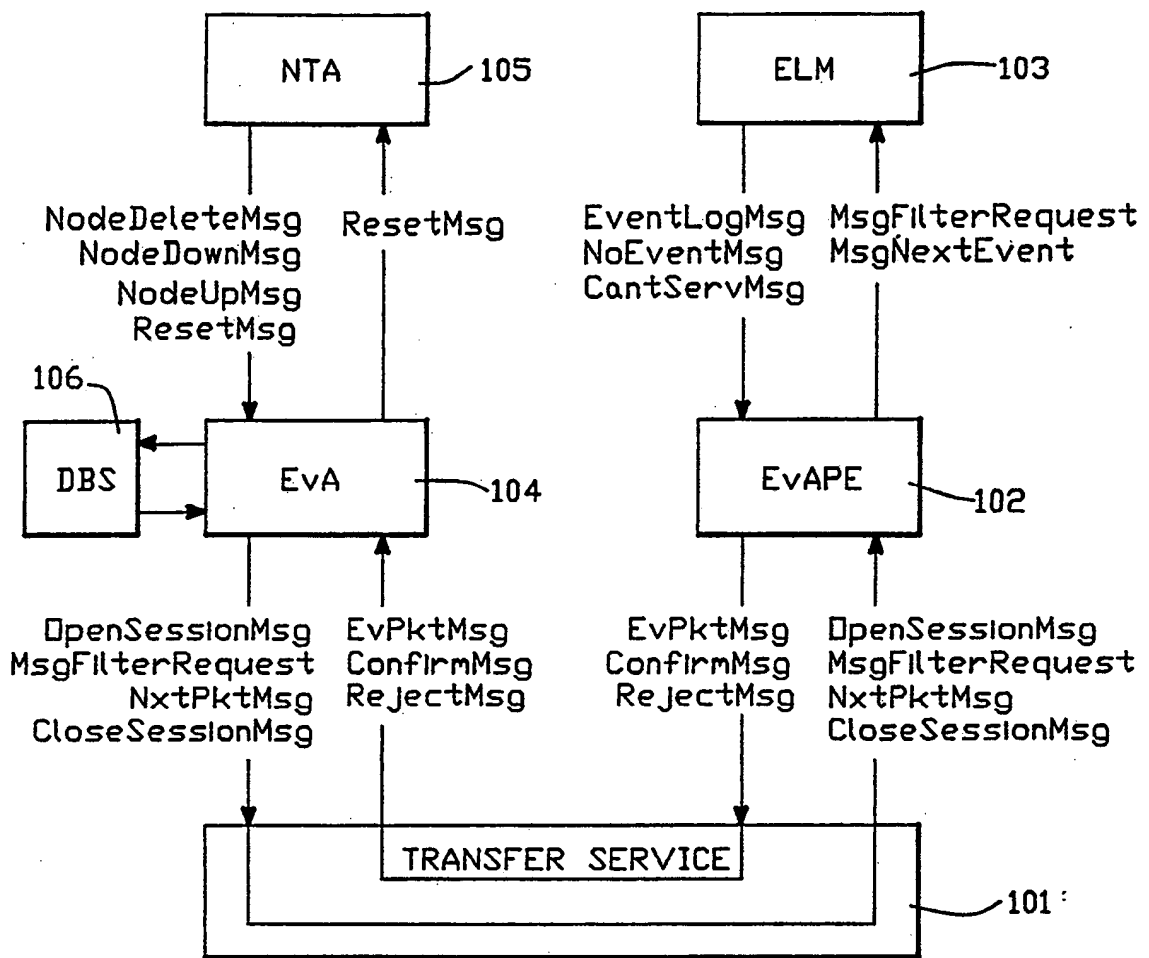 NTA
105
ELM
103
NodeDeleteMsg
NodeDownMsg
NodeUpMsg
ResetMsg
ResetMsg
EventLogMsg
NoEventMsg
CantServMsg
MsgFilterRequest
MsgNextEvent
106
DBS
EvA
104
EvAPE
102
OpenSessionMsg
MsgFilterRequest
NxtPktMsg
CloseSessionMsg
EvPktMsg
ConfirmMsg
RejectMsg
EvPktMsg
ConfirmMsg
RejectMsg
OpenSessionMsg
MsgFilterRequest
NxtPktMsg
CloseSessionMsg
TRANSFER SERVICE
101